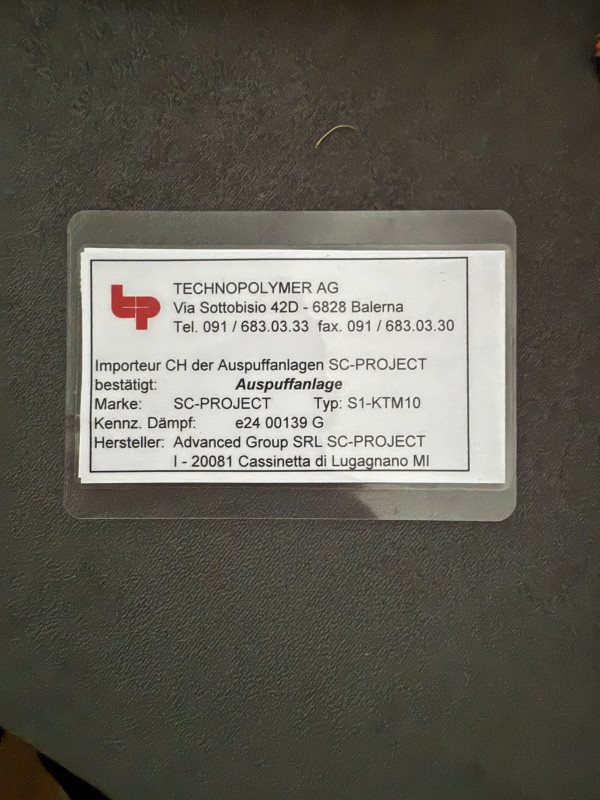 tp
TECHNOPOLYMER AG
Via Sottobisio 42D - 6828 Balerna
Tel. 091 / 683.03.33 fax. 091 / 683.03.30
Importeur CH der Auspuffanlagen SC-PROJECT
bestätigt: Auspuffanlage
Marke: SC-PROJECT Typ: S1-KTM10
Kennz. Dämpf: e24 00139 G
Hersteller: Advanced Group SRL SC-PROJECT
I - 20081 Cassinetta di Lugagnano MI